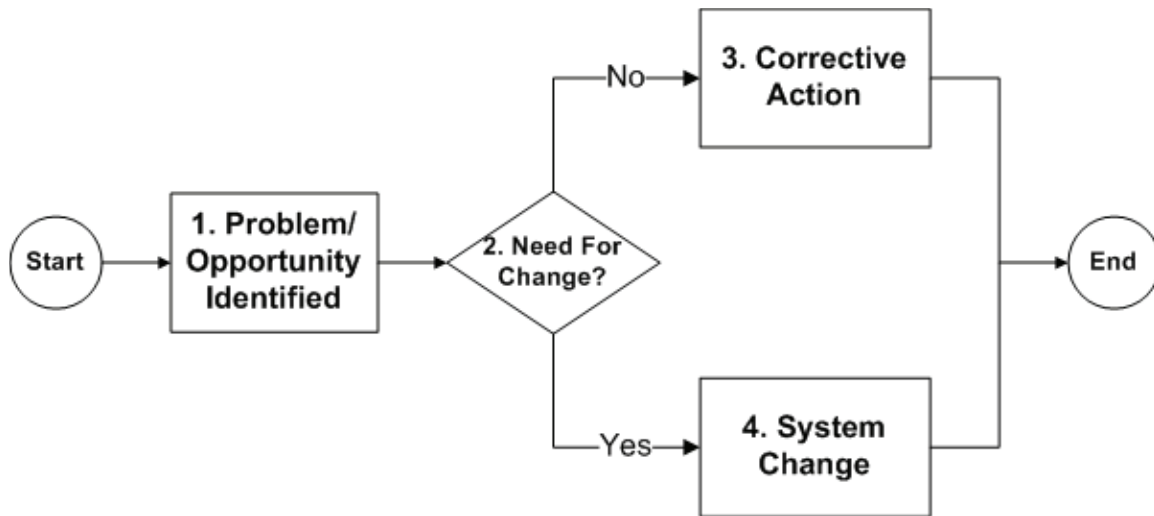 Start
1. Problem/
Opportunity
Identified
2. Need For
Change?
No
3. Corrective
Action
Yes
4. System
Change
End